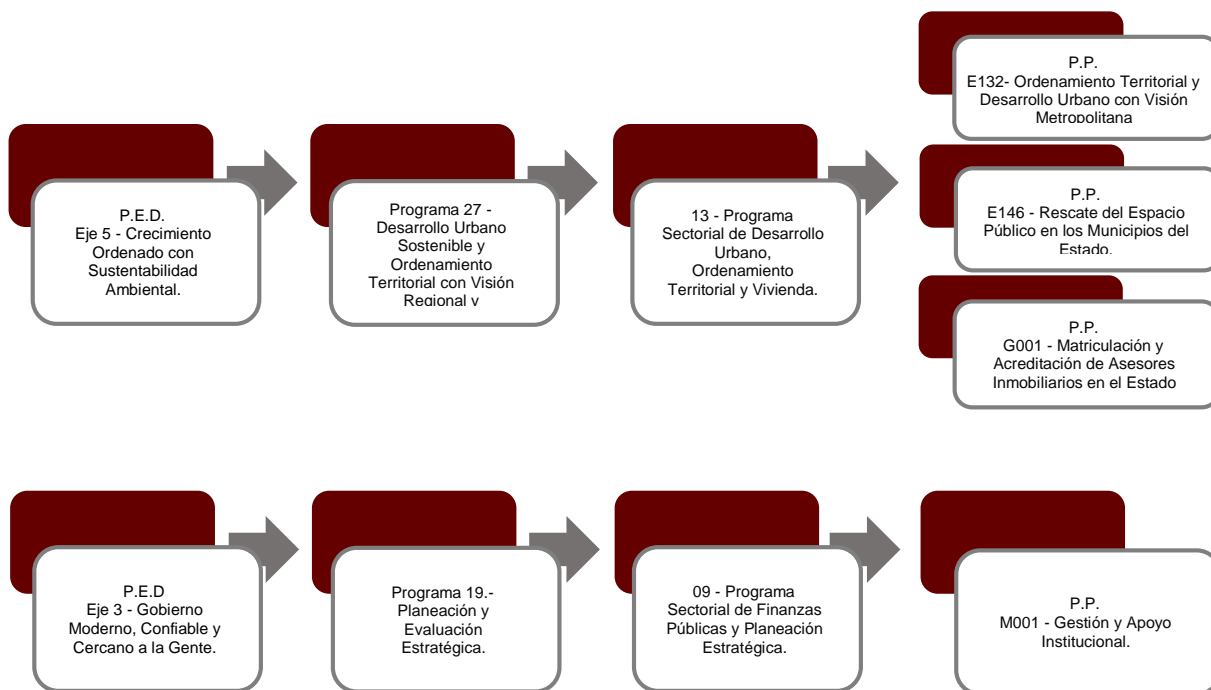 P.E.D.
Eje 5 - Crecimiento
Ordenado con
Sustentabilidad
Ambiental.
Programa 27 -
Desarrollo Urbano
Sostenible y
Ordenamiento
Territorial con Visión
Regional y
13 - Programa
Sectorial de Desarrollo
Urbano,
Ordenamiento
Territorial y Vivienda.
P.P.
E132- Ordenamiento Territorial y
Desarrollo Urbano con Visión
Metropolitana
P.P.
E146 - Rescate del Espacio
Público en los Municipios del
Estado.
P.P.
G001 - Matriculación y
Acreditación de Asesores
Inmobiliarios en el Estado
P.E.D
Eje 3 - Gobierno
Moderno, Confiable y
Cercano a la Gente.
Programa 19.-
Planeación y
Evaluación
Estratégica.
09 - Programa
Sectorial de Finanzas
Públicas y Planeación
Estratégica.
P.P.
M001 - Gestión y Apoyo
Institucional.